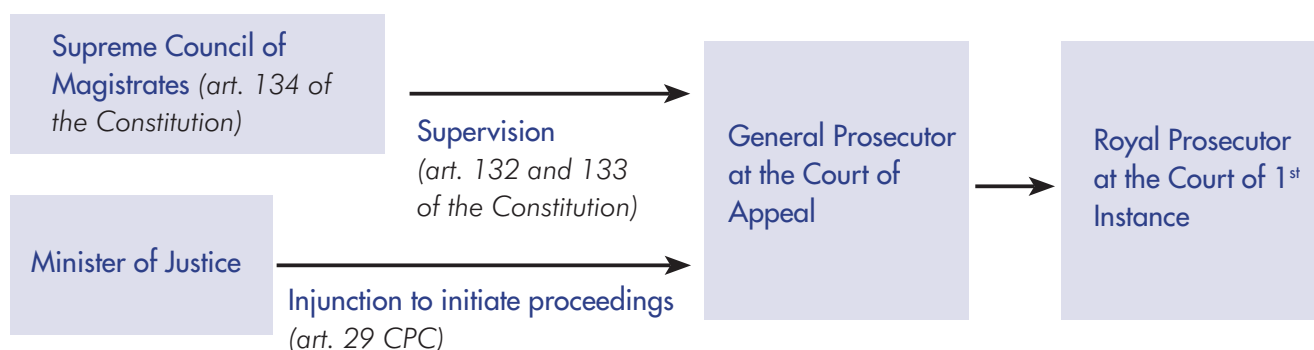 Supreme Council of
Magistrates (art. 134 of
the Constitution)
Supervision
(art. 132 and 133
of the Constitution)
Minister of Justice
Injunction to initiate proceedings
(art. 29 CPC)
General Prosecutor
at the Court of
Appeal
Royal Prosecutor
at the Court of 1st
Instance